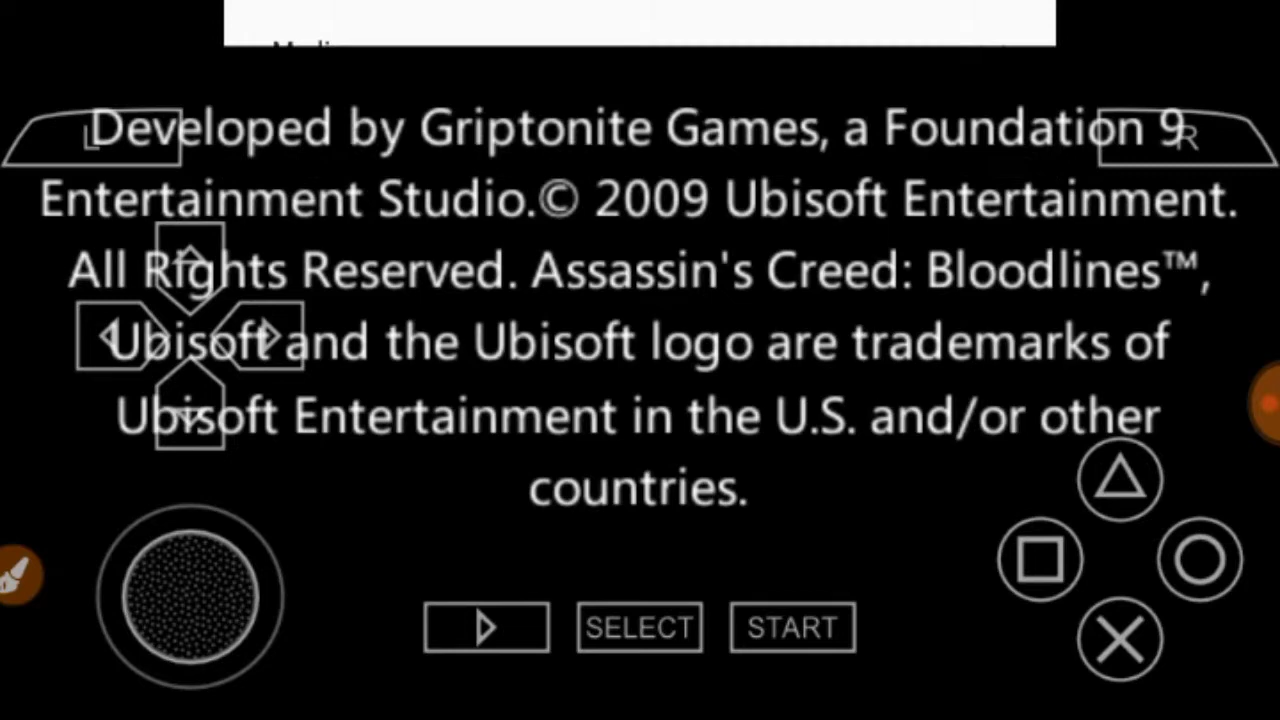 Developed by Griptonite Games, a Foundation 9
Entertainment Studio.© 2009 Ubisoft Entertainment.
All Rights Reserved. Assassin's Creed: Bloodlines™,
Ubisoft and the Ubisoft logo are trademarks of
Ubisoft Entertainment in the U.S. and/or other
countries.
L
R
SELECT
START